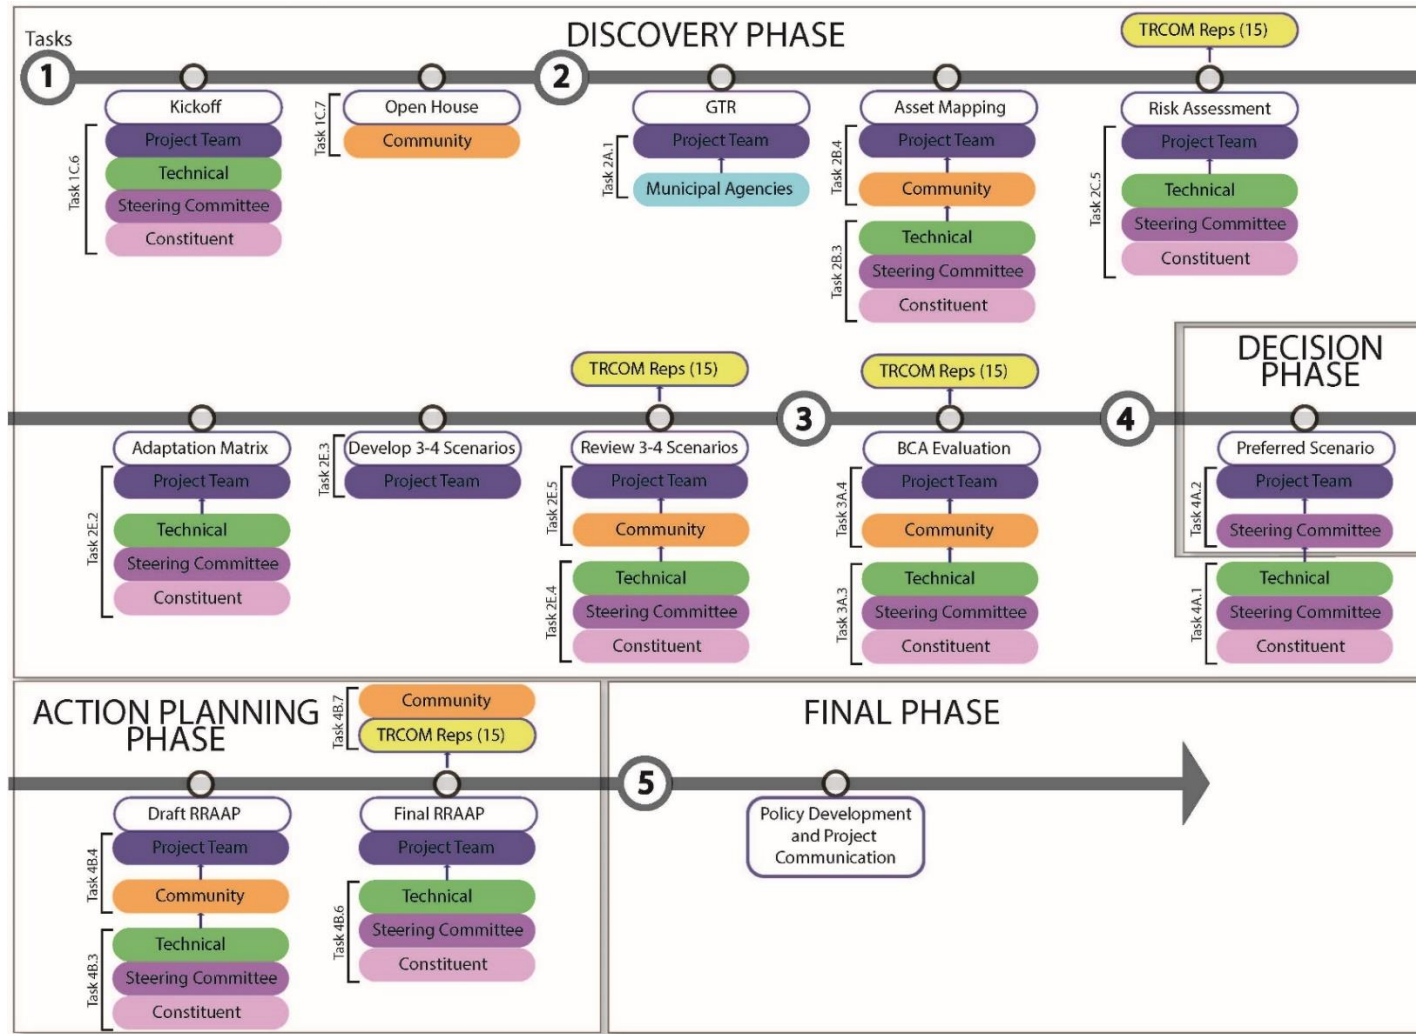 DISCOVERY PHASE
Tasks
1
2
TRCOM Reps (15)
Kickoff
Project Team
Technical
Steering Committee
Constituent
Task 1C.6
Open House
Community
Task 1C.7
GTR
Project Team
Municipal Agencies
Task 2A.1
Asset Mapping
Project Team
Community
Task 2B.4
Technical
Steering Committee
Constituent
Task 2B.3
Risk Assessment
Project Team
Technical
Steering Committee
Constituent
Task 2C.5
Adaptation Matrix
Project Team
Technical
Steering Committee
Constituent
Task 2E.2
Develop 3-4 Scenarios
Project Team
Task 2E.3
TRCOM Reps (15)
Review 3-4 Scenarios
Project Team
Community
Task 2E.5
Technical
Steering Committee
Constituent
Task 2E.4
3
TRCOM Reps (15)
BCA Evaluation
Project Team
Community
Task 3A.4
Technical
Steering Committee
Constituent
Task 3A.3
4
DECISION
PHASE
Preferred Scenario
Project Team
Steering Committee
Task 4A.2
Technical
Steering Committee
Constituent
Task 4A.1
ACTION PLANNING
PHASE
Draft RRAAP
Project Team
Community
Task 4B.4
Technical
Steering Committee
Constituent
Task 4B.3
Community
TRCOM Reps (15)
Task 4B.7
Final RRAAP
Project Team
Technical
Steering Committee
Constituent
Task 4B.6
5
FINAL PHASE
Policy Development
and Project
Communication